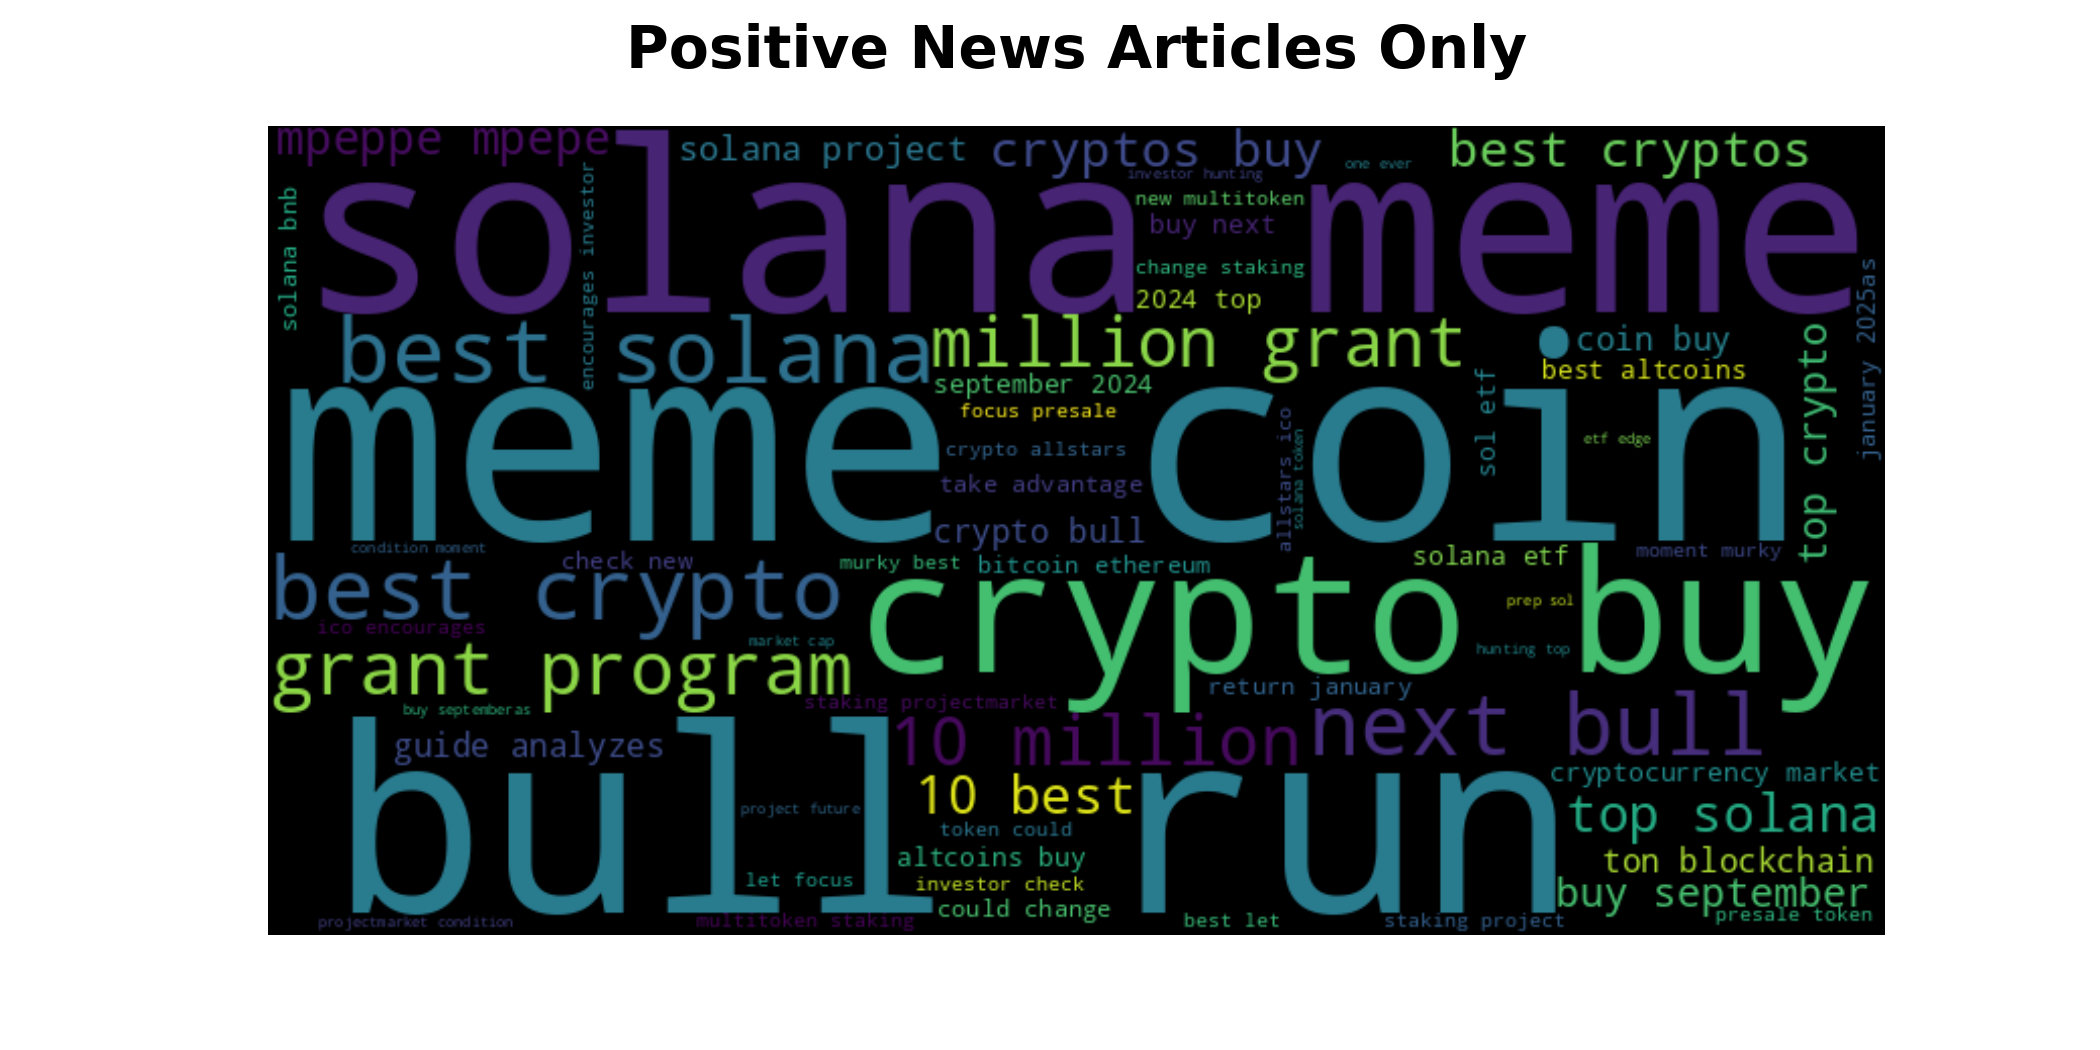 Positive News Articles Only
mpeppe mpepe
solana project
cryptos buy
one ever
best cryptos
investor hunting
solana meme
new multitoken
buy next
solana bnb
encourages investor
change staking
2024 top
january 2025as
best solana
million grant
coin buy
best altcoins
top crypto
september 2024
focus presale
sol etf
meme coin
crypto allstars
allstars ico
solana token
etf edge
take advantage
crypto bull
condition moment
check new
murky best
bitcoin ethereum
solana etf
moment murky
best crypto
crypto buy
prep sol
ico encourages
market cap
hunting top
grant program
return january
staking projectmarket
buy septemberas
10 million
next bull
guide analyzes
bull run
cryptocurrency market
10 best
project future
top solana
token could
altcoins buy
ton blockchain
let focus
investor check
buy september
could change
presale token
projectmarket condition
multitoken staking
best let
staking project